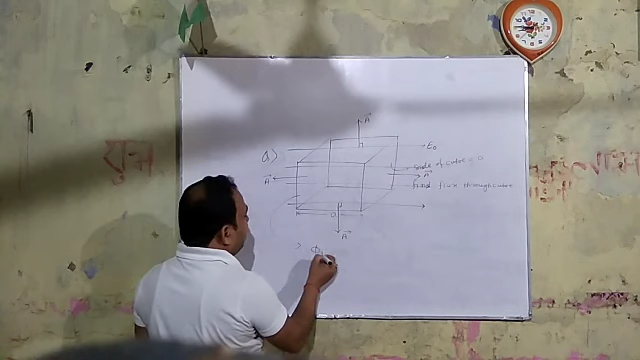 A⃗
Q)
E₀
side of cube = a
A⃗
A⃗
find flux through cube
a
A⃗
ϕ